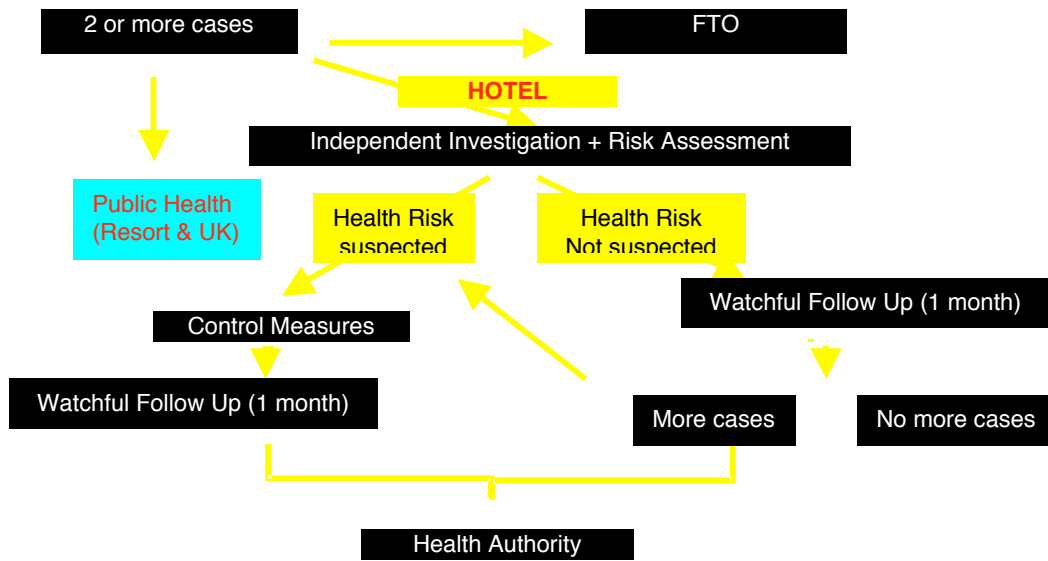 2 or more cases
FTO
HOTEL
Independent Investigation + Risk Assessment
Public Health
(Resort & UK)
Health Risk
suspected
Health Risk
Not suspected
Watchful Follow Up (1 month)
Control Measures
Watchful Follow Up (1 month)
More cases
No more cases
Health Authority